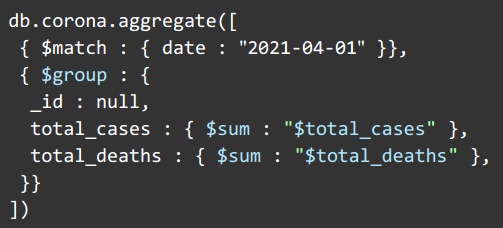 db.corona.aggregate([
{ $match : { date : "2021-04-01" }},
{ $group : {
_id : null,
total_cases : { $sum : "$total_cases" },
total_deaths : { $sum : "$total_deaths" },
}}
])